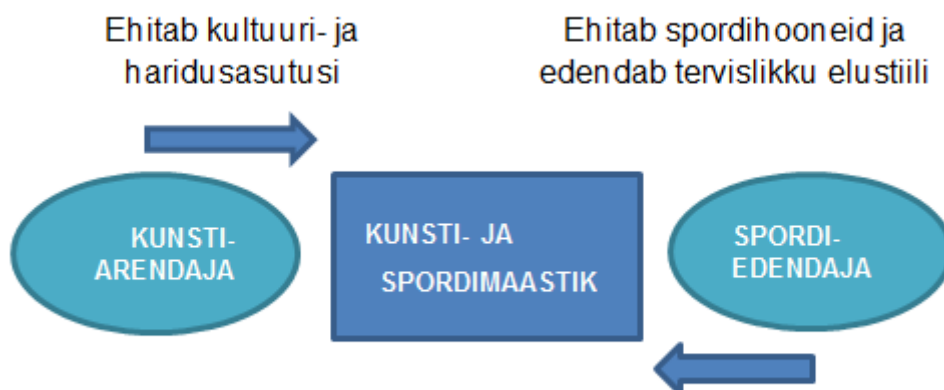 Ehitab kultuuri- ja
haridusasutusi
Ehitab spordihooneid ja
edendab tervislikku elustiili
KUNSTI-
ARENDAJA
KUNSTI- JA
SPORDIMAASTIK
SPORDI-
EDENDAJA